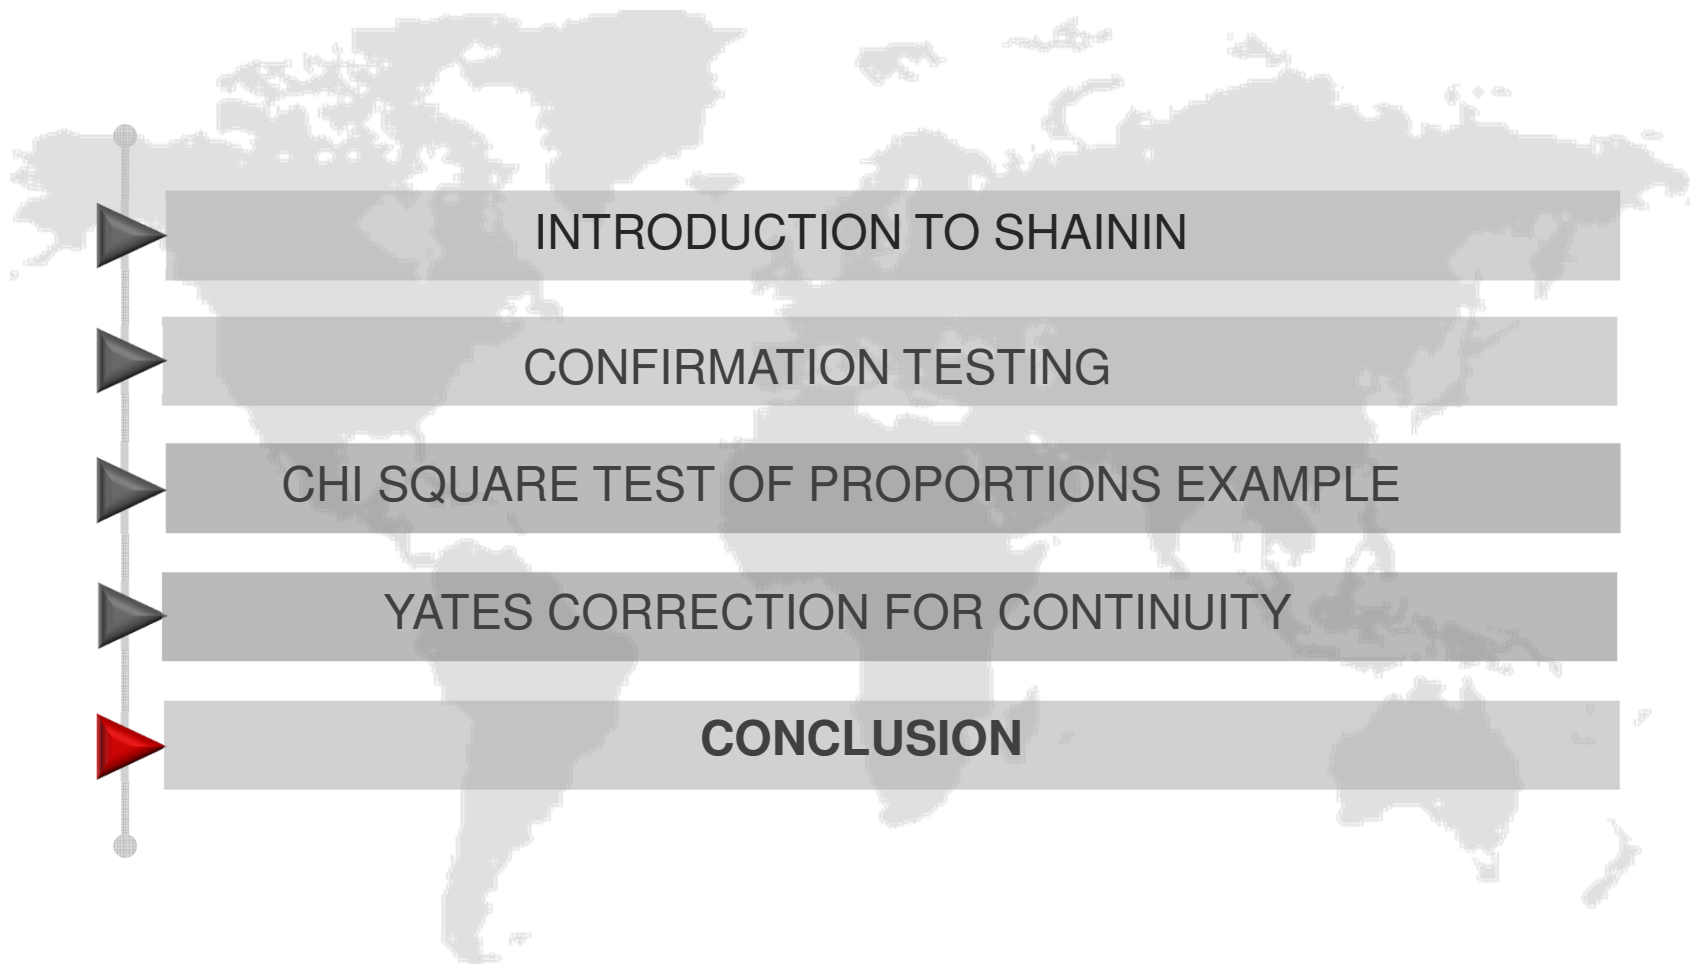 INTRODUCTION TO SHAININ
CONFIRMATION TESTING
CHI SQUARE TEST OF PROPORTIONS EXAMPLE
YATES CORRECTION FOR CONTINUITY
CONCLUSION